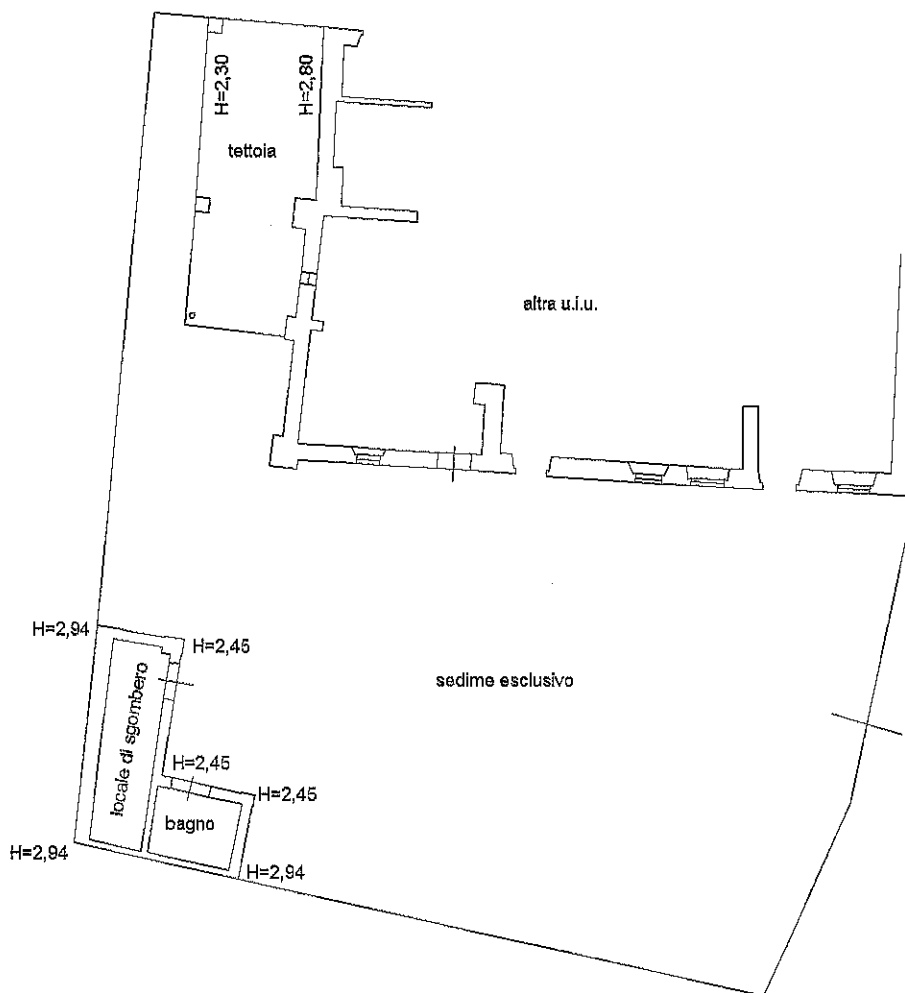 H=2,30
H=2,80
tettoia
altra u.i.u.
H=2,94
H=2,45
sedime esclusivo
locale di sgombero
H=2,45
H=2,45
bagno
H=2,94
H=2,94